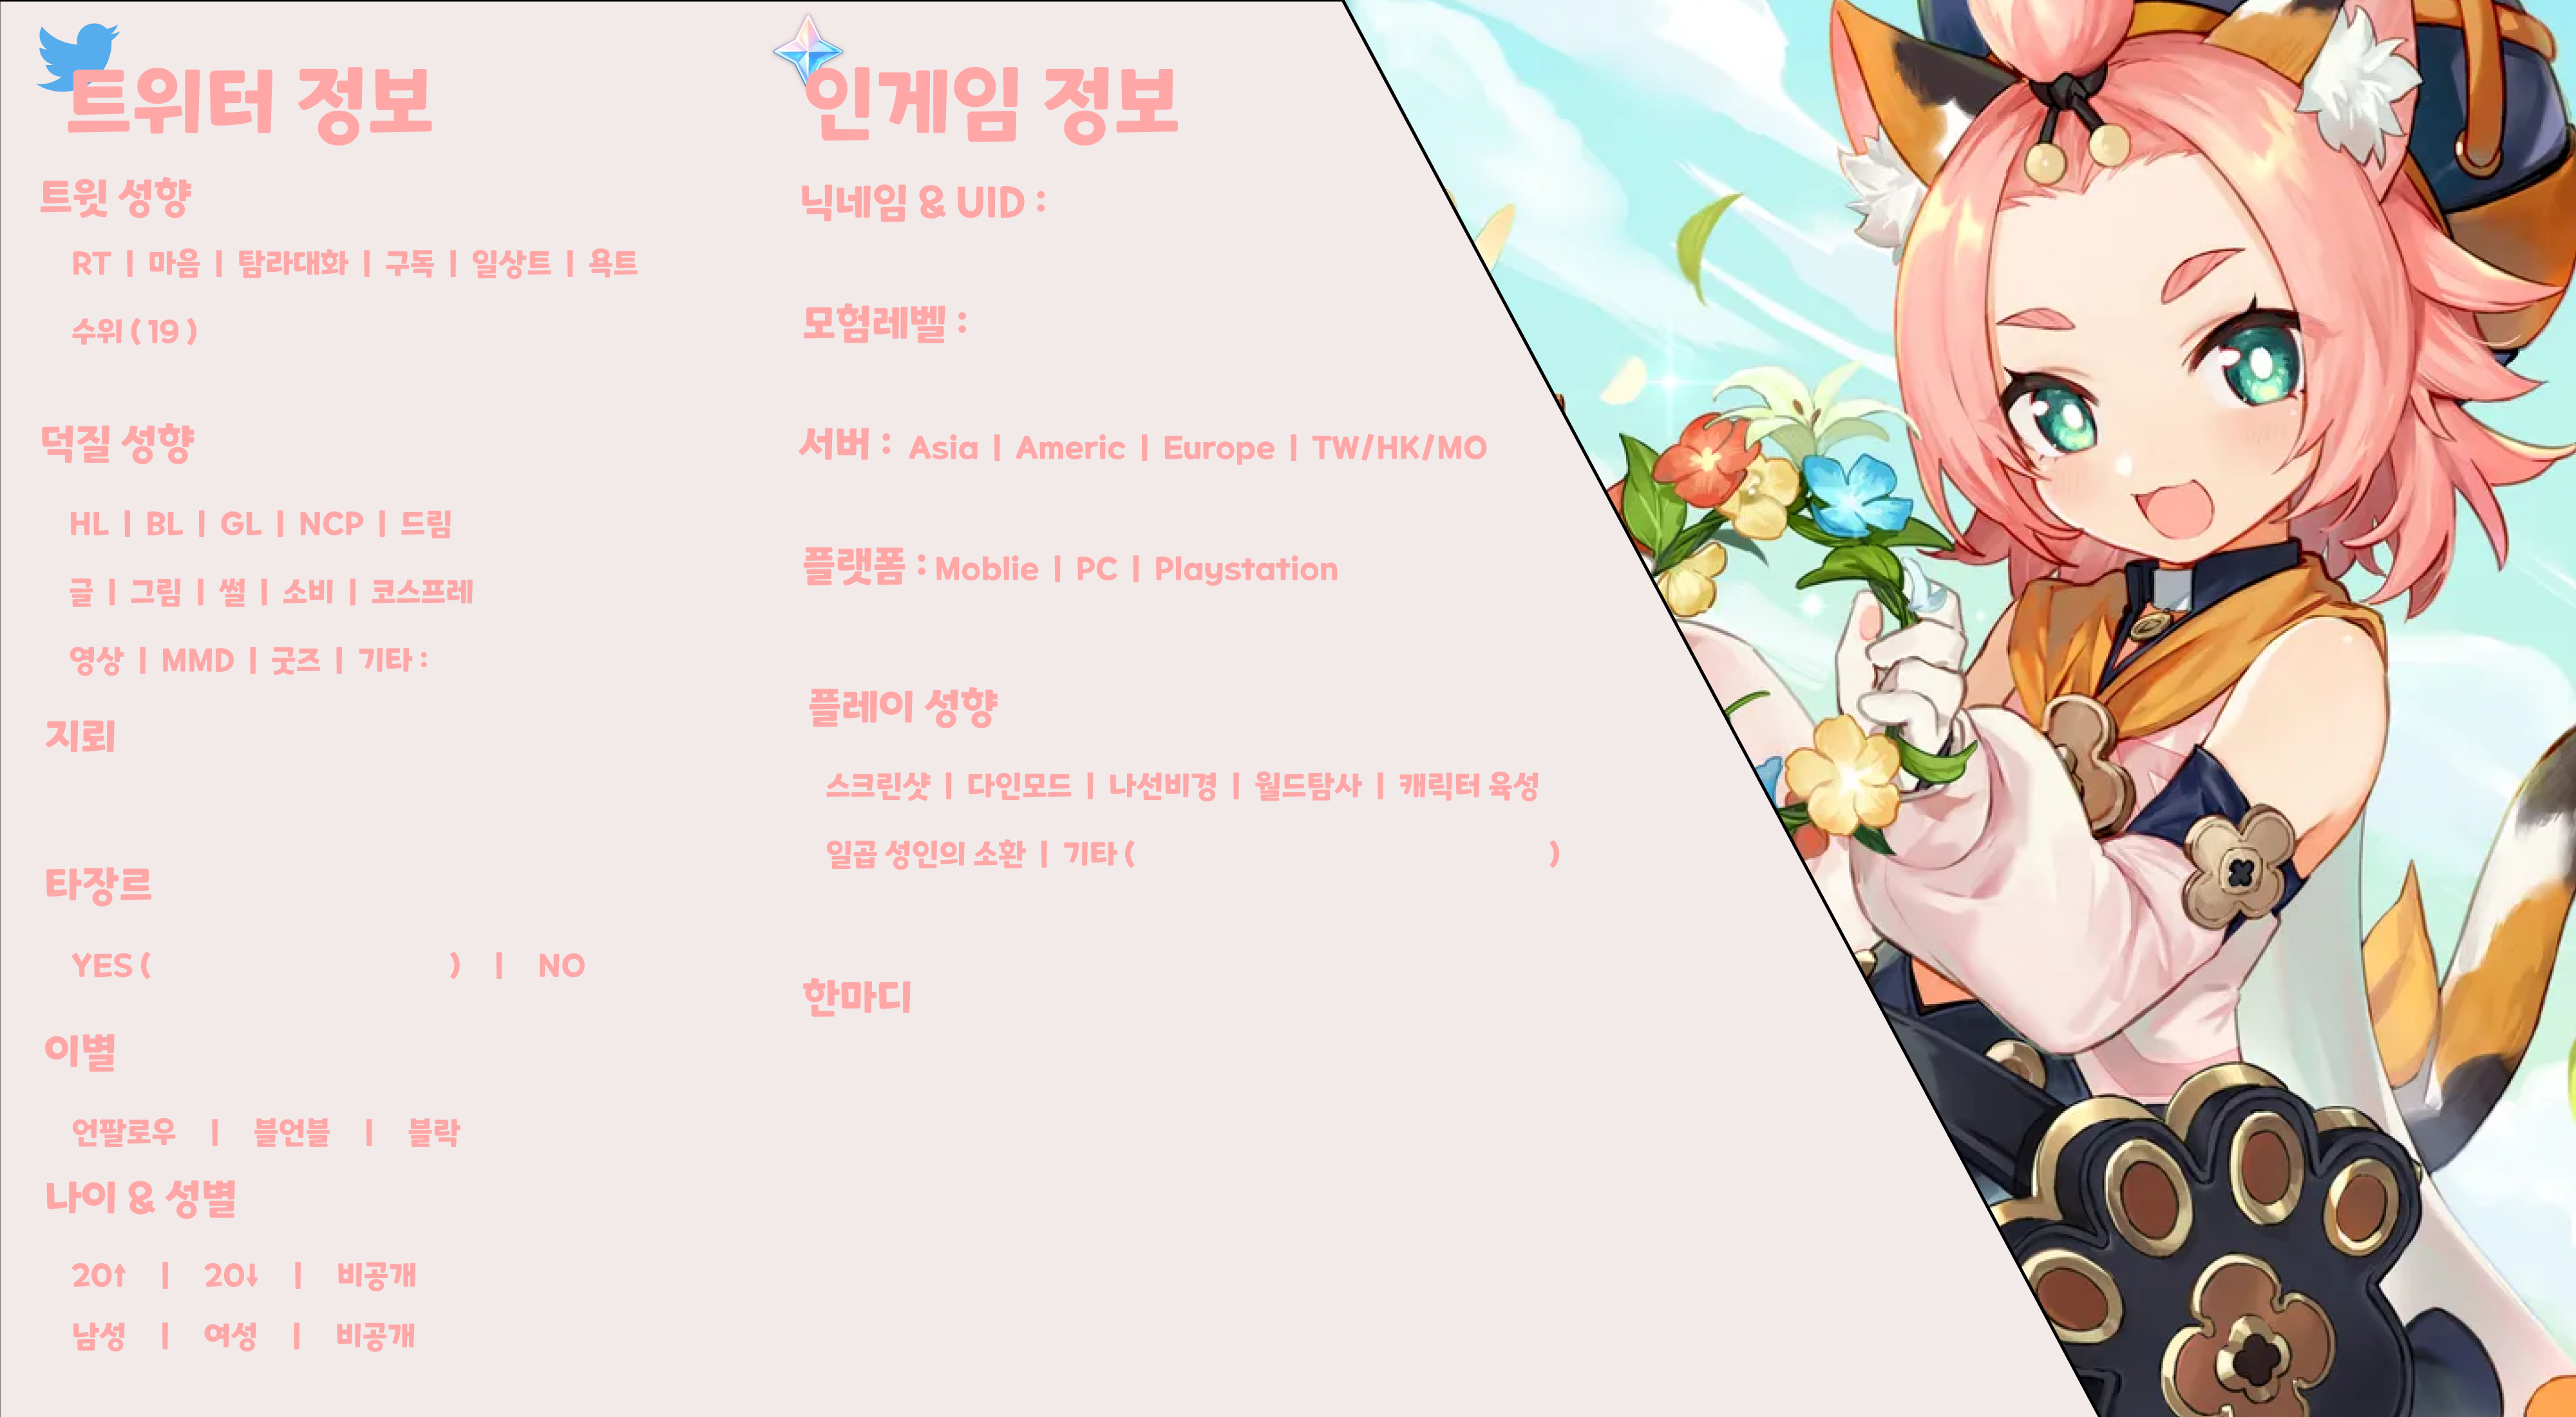 트위터 정보
트윗 성향
RT | 마음 | 탐라대화 | 구독 | 일상트 | 욕트
수위 ( 19 )
덕질 성향
HL | BL | GL | NCP | 드림
글 | 그림 | 썰 | 소비 | 코스프레
영상 | MMD | 굿즈 | 기타 :
지뢰
타장르
YES ( ) | NO
이별
언팔로우 | 블언블 | 블락
나이 & 성별
20↑ | 20↓ | 비공개
남성 | 여성 | 비공개
인게임 정보
닉네임 & UID :
모험레벨 :
서버 : Asia | Americ | Europe | TW/HK/MO
플랫폼 : Moblie | PC | Playstation
플레이 성향
스크린샷 | 다인모드 | 나선비경 | 월드탐사 | 캐릭터 육성
일곱 성인의 소환 | 기타 ( )
한마디